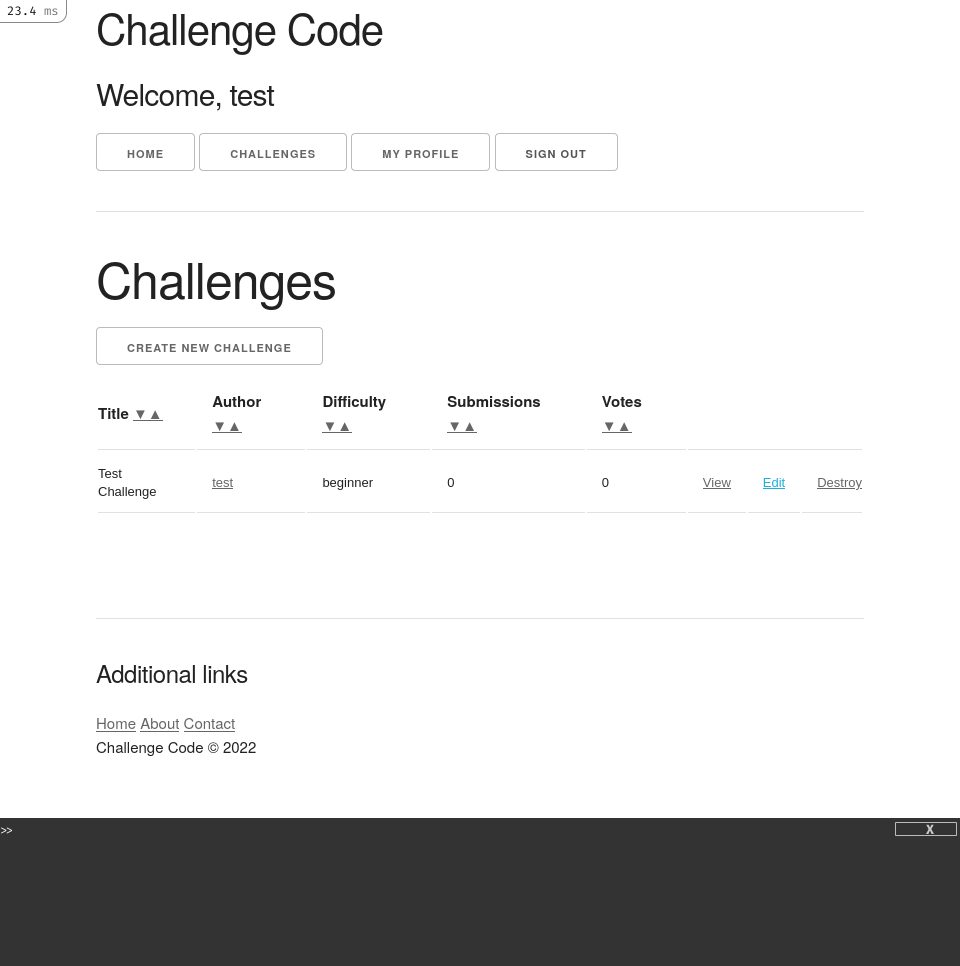 23.4 ms
Challenge Code
Welcome, test
HOME CHALLENGES MY PROFILE SIGN OUT
Challenges
CREATE NEW CHALLENGE
Title ▼▲ Author ▼▲ Difficulty ▼▲ Submissions ▼▲ Votes ▼▲
Test Challenge test beginner 0 0 View Edit Destroy
Additional links
Home About Contact
Challenge Code © 2022
>> X